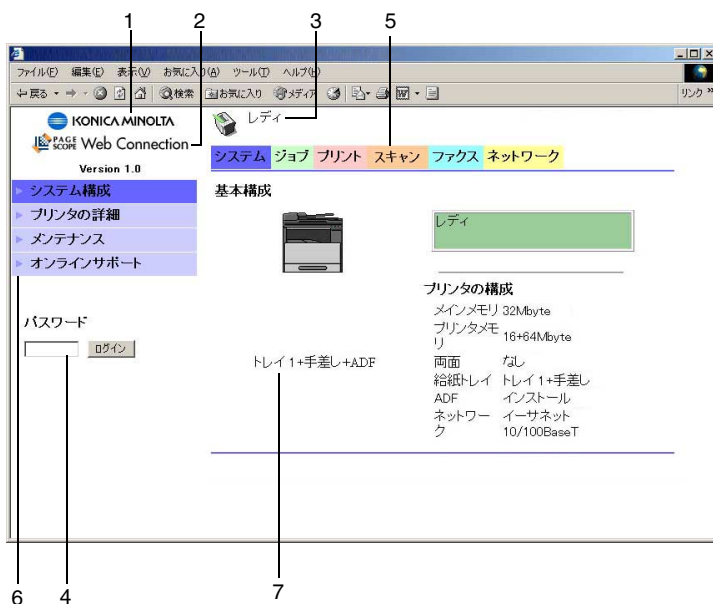 1 2 3 5
ファイル(F) 編集(E) 表示(V) お気に入り(A) ツール(T) ヘルプ(H)
戻る 検索 お気に入り メディア リンク »
KONICA MINOLTA
PAGE SCOPE Web Connection
Version 1.0
レディ
システム ジョブ プリント スキャン ファクス ネットワーク
システム構成
プリンタの詳細
メンテナンス
オンラインサポート
パスワード
ログイン
基本構成
レディ
トレイ1+手差し+ADF
プリンタの構成
メインメモリ 32Mbyte
プリンタメモ
リ 16+64Mbyte
両面 なし
給紙トレイ トレイ1+手差し
ADF インストール
ネットワー イーサネット
ク 10/100BaseT
6 4 7